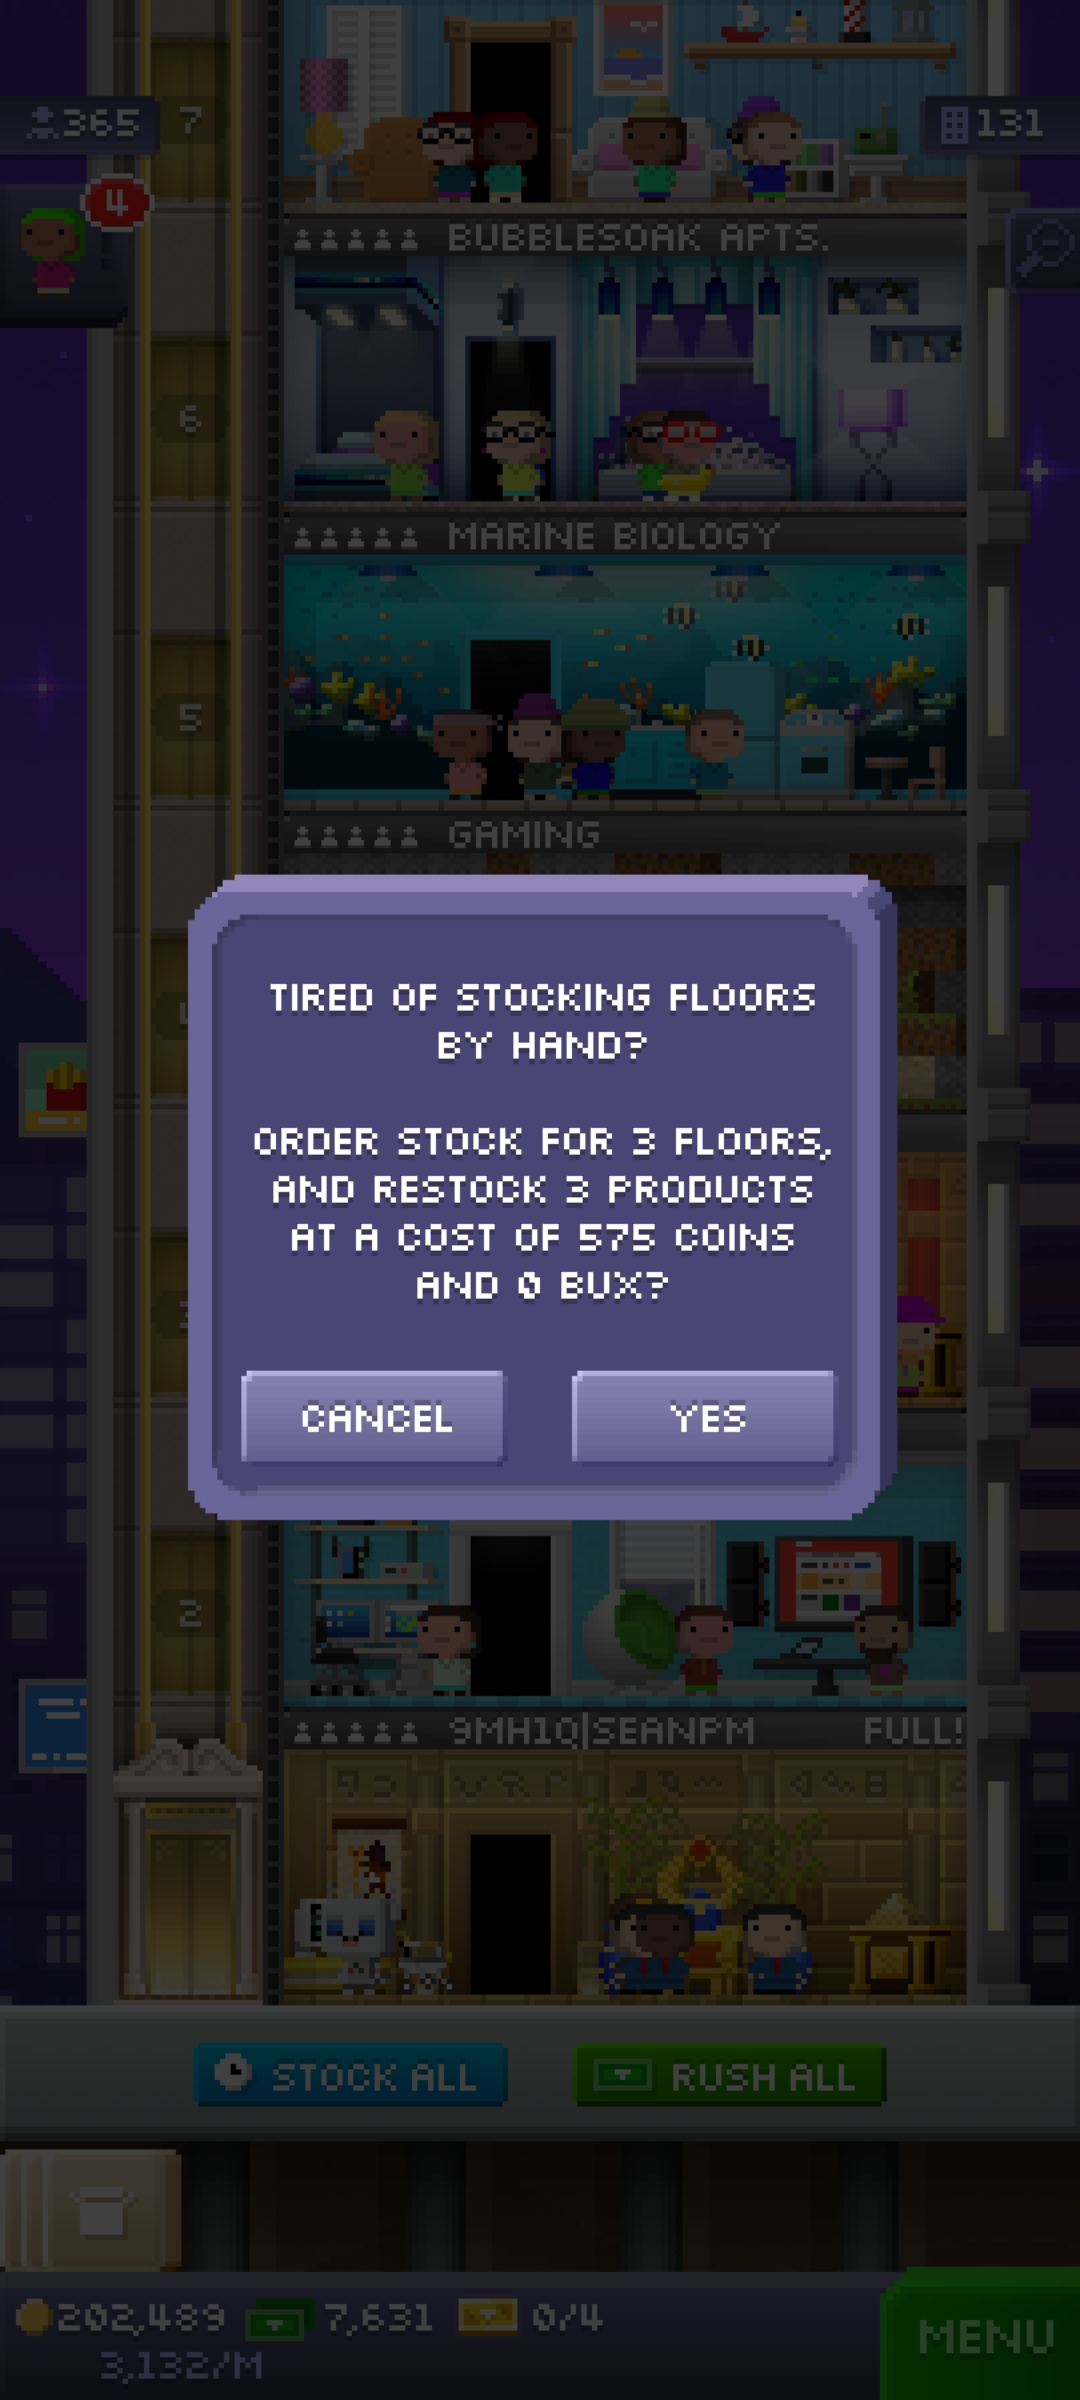 365
7
131
4
BUBBLESOAK APTS.
6
MARINE BIOLOGY
5
GAMING
TIRED OF STOCKING FLOORS
BY HAND?
ORDER STOCK FOR 3 FLOORS,
AND RESTOCK 3 PRODUCTS
AT A COST OF 575 COINS
AND 0 BUX?
CANCEL
YES
2
9MH1Q|SEANPM
FULL!
STOCK ALL
RUSH ALL
202,489
7,631
0/4
MENU
3,132/M